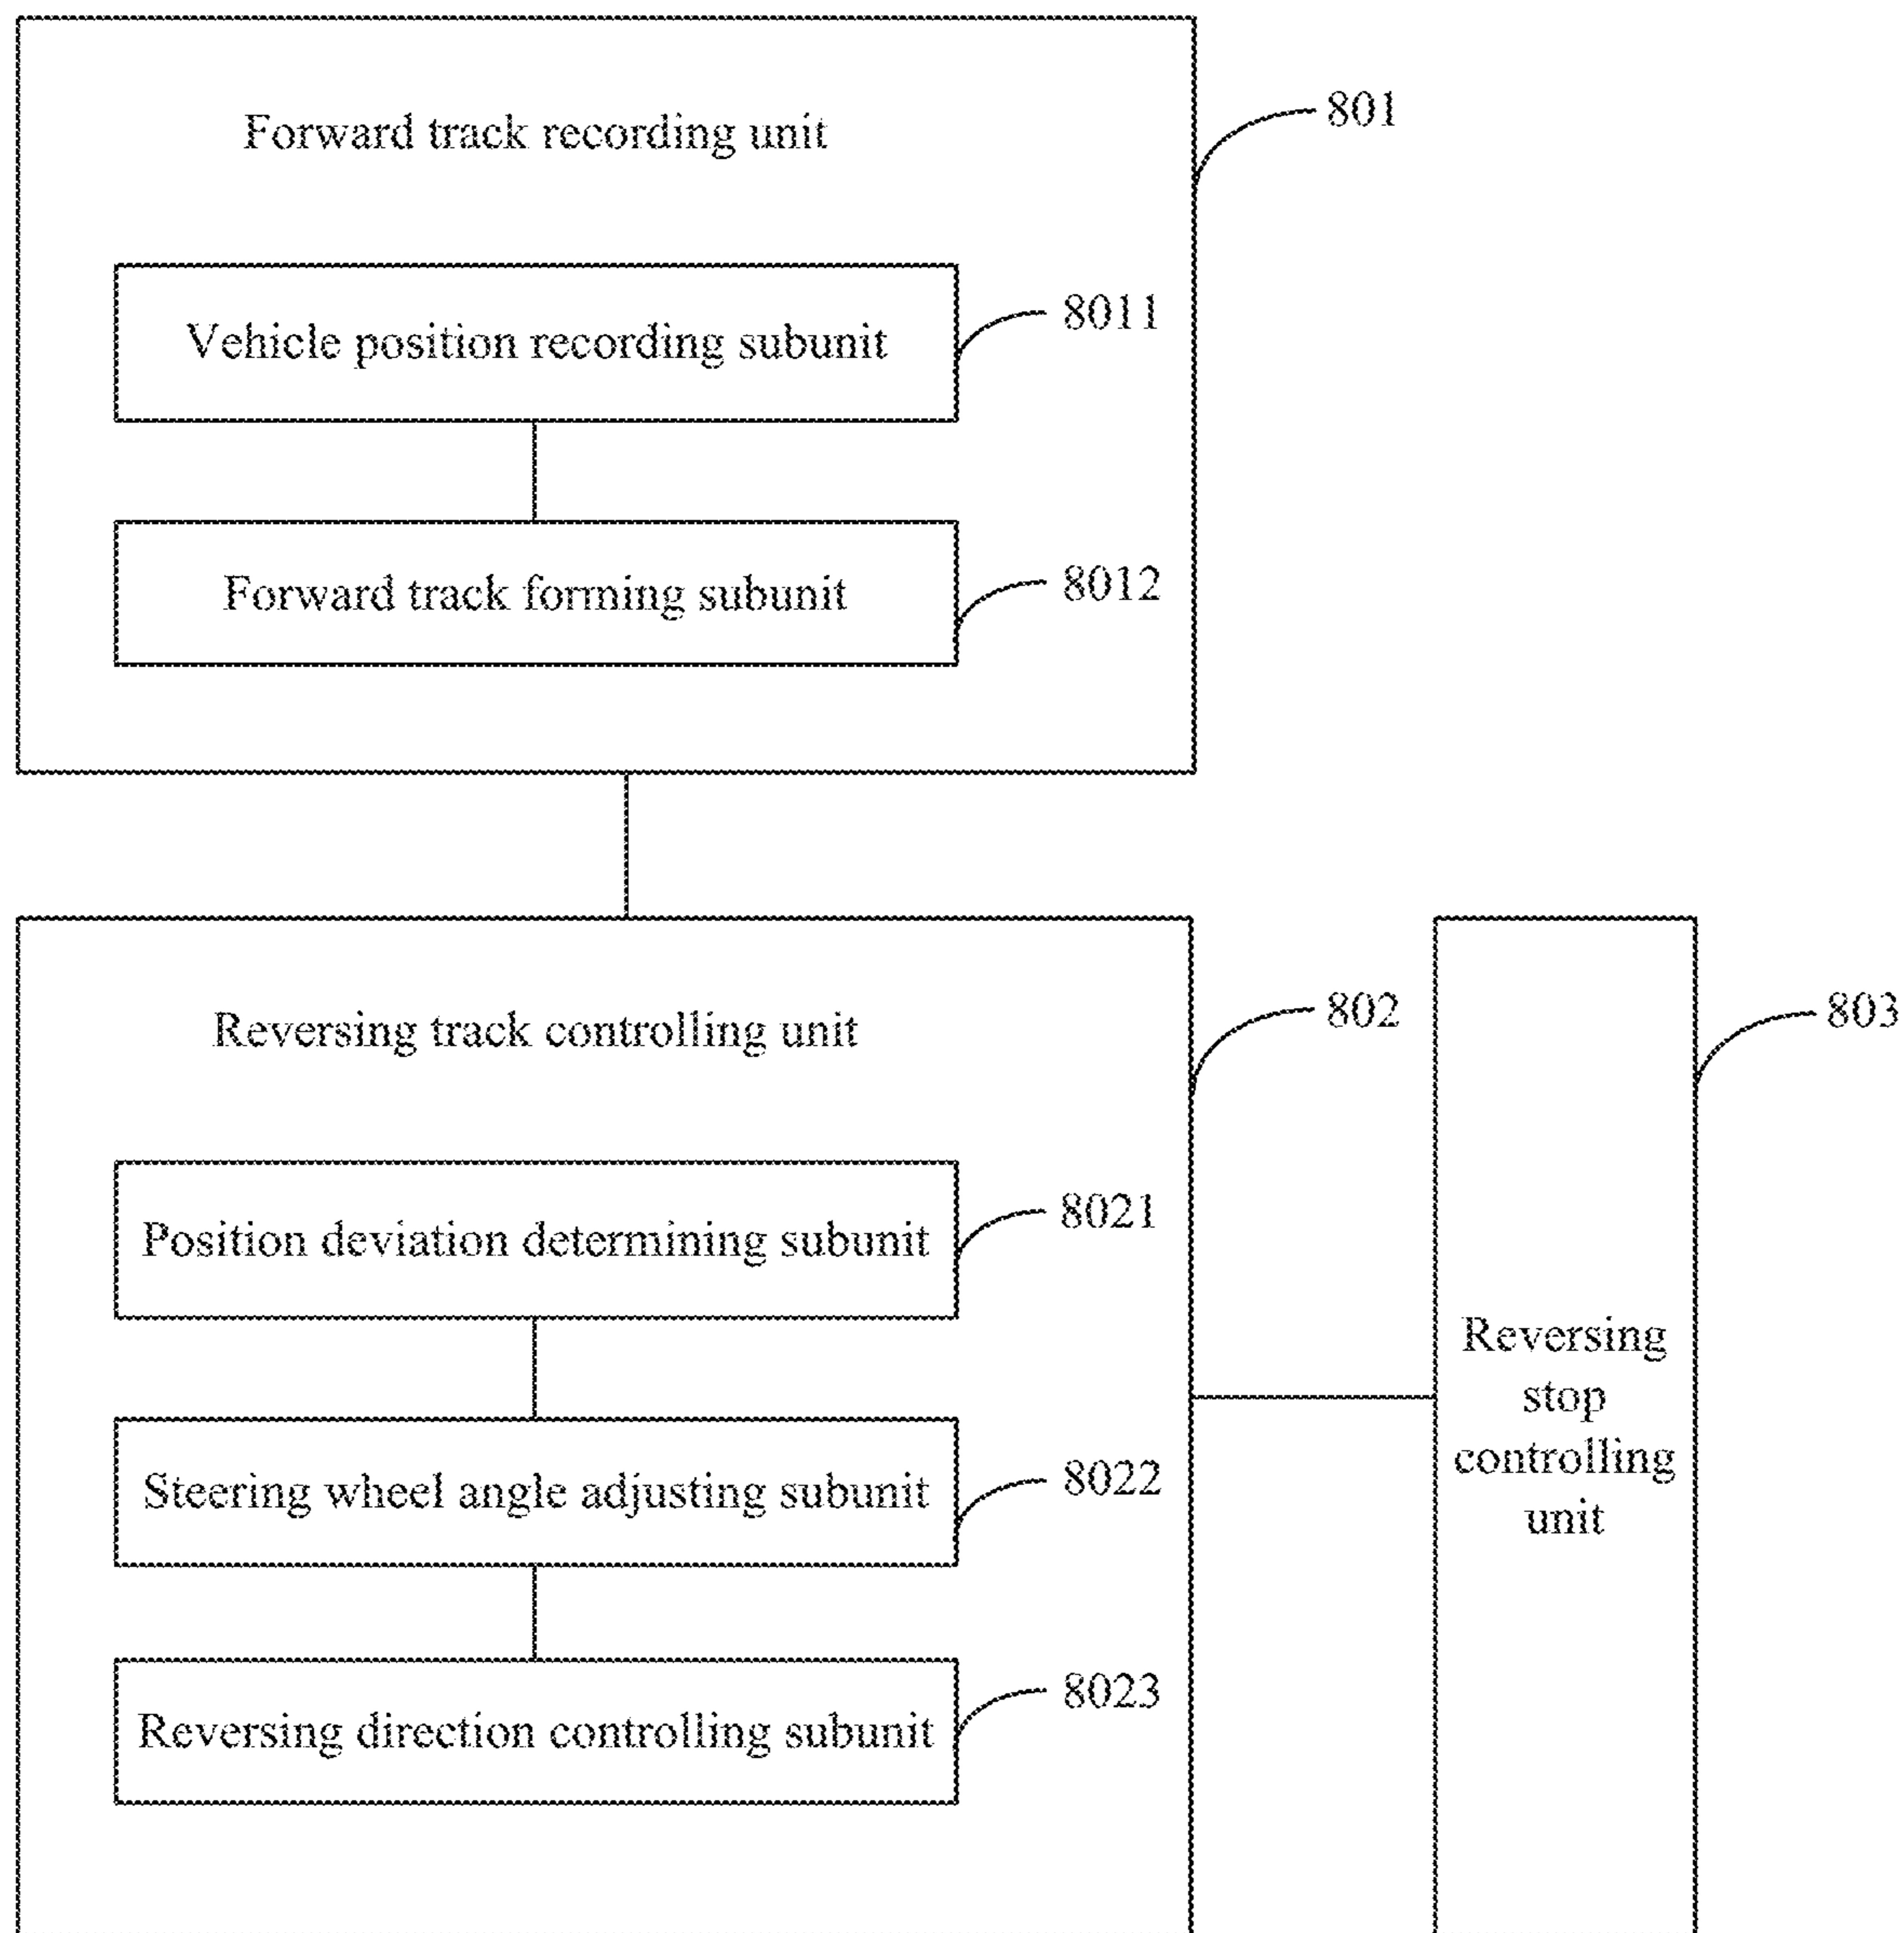 Forward track recording unit
801
Vehicle position recording subunit
8011
Forward track forming subunit
8012
Reversing track controlling unit
802
803
Position deviation determining subunit
8021
Steering wheel angle adjusting subunit
8022
Reversing direction controlling subunit
8023
Reversing
stop
controlling
unit